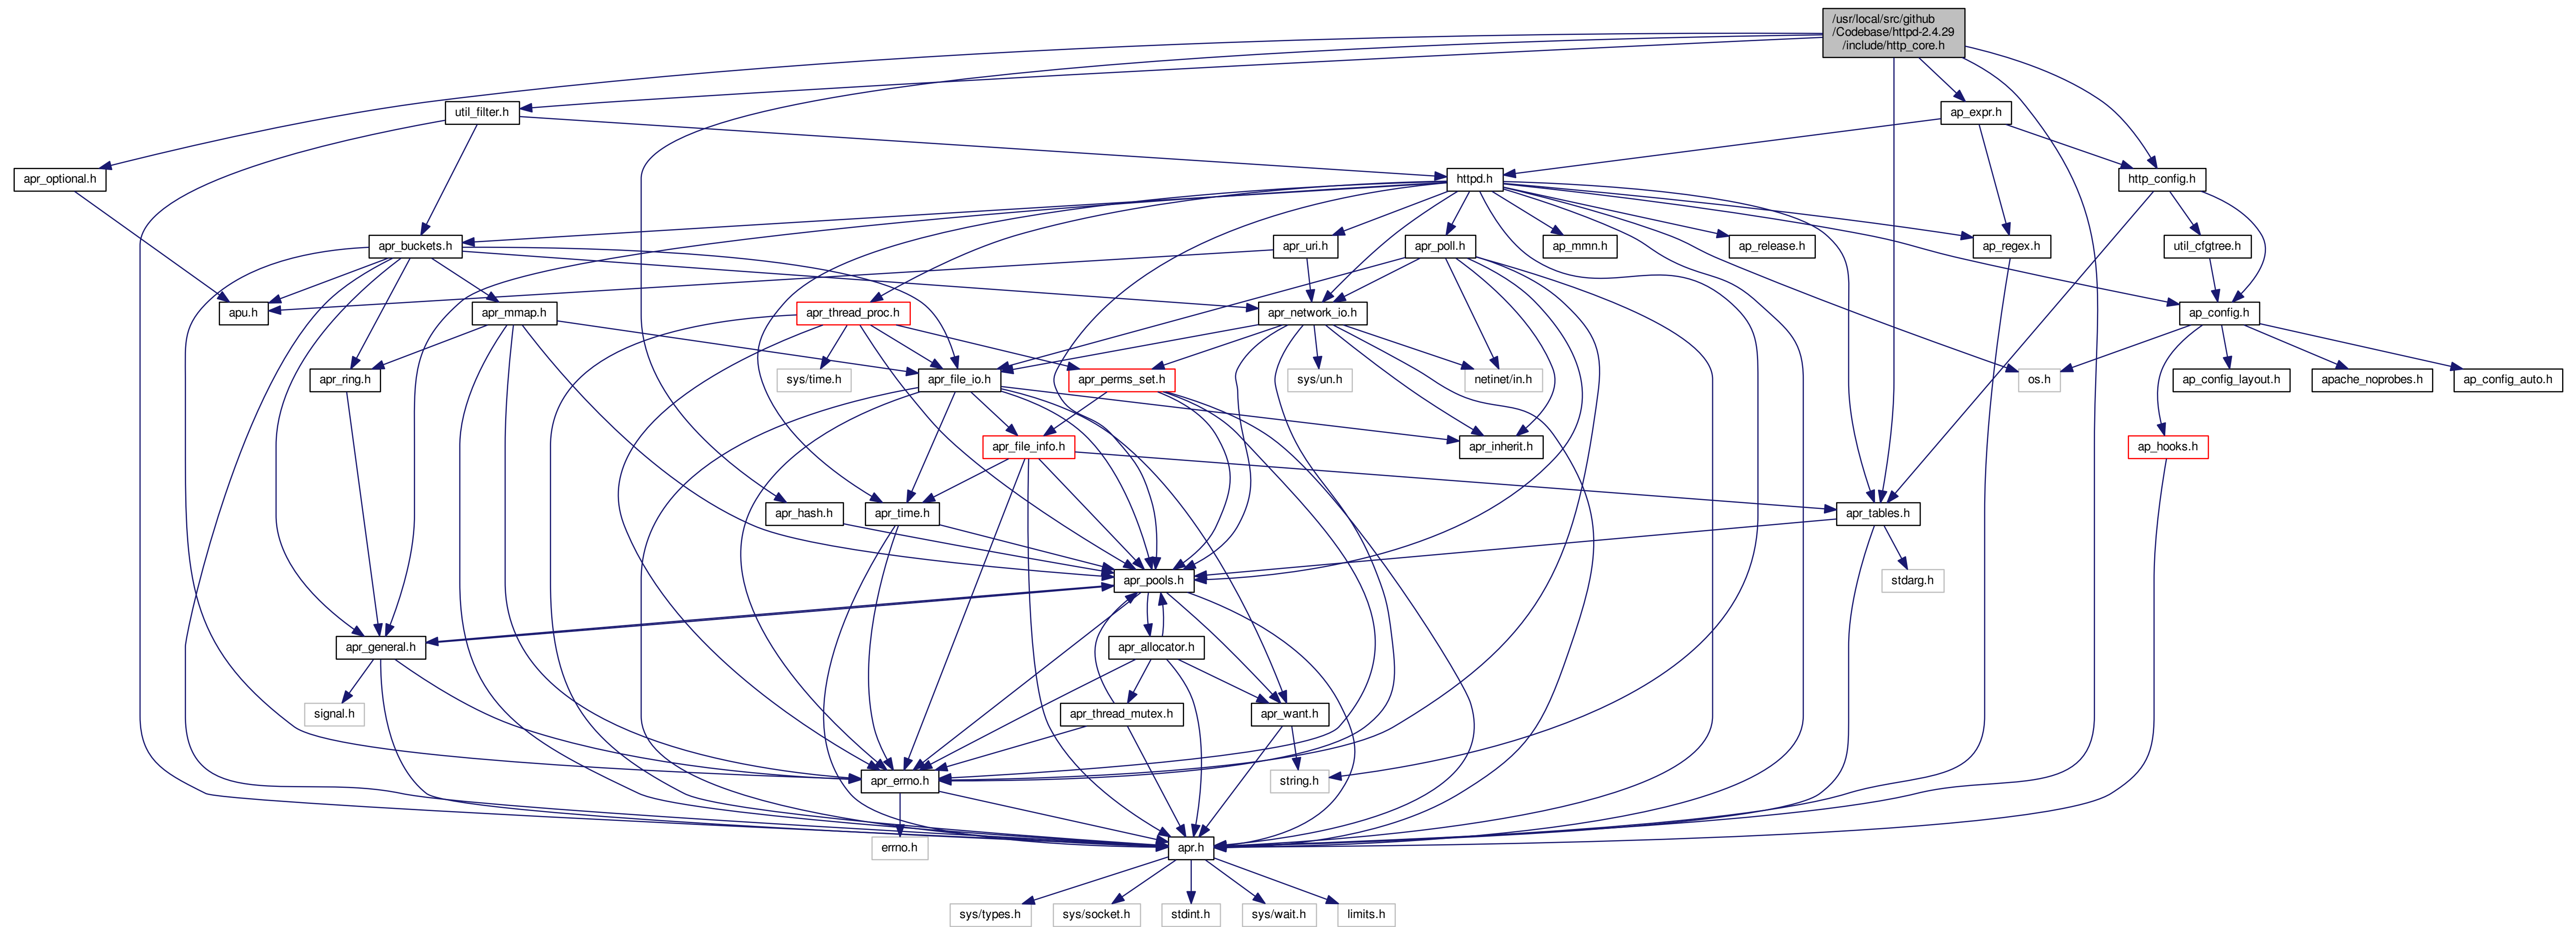 /usr/local/src/github
/Codebase/httpd-2.4.29
/include/http_core.h
util_filter.h
ap_expr.h
apr_optional.h
httpd.h
http_config.h
apr_buckets.h
apr_uri.h
apr_poll.h
ap_mmn.h
ap_release.h
ap_regex.h
util_cfgtree.h
apu.h
apr_mmap.h
apr_thread_proc.h
apr_network_io.h
ap_config.h
apr_ring.h
sys/time.h
apr_file_io.h
apr_perms_set.h
sys/un.h
netinet/in.h
os.h
ap_config_layout.h
apache_noprobes.h
ap_config_auto.h
apr_file_info.h
apr_inherit.h
ap_hooks.h
apr_hash.h
apr_time.h
apr_tables.h
apr_pools.h
stdarg.h
apr_general.h
apr_allocator.h
signal.h
apr_thread_mutex.h
apr_want.h
apr_errno.h
string.h
errno.h
apr.h
sys/types.h
sys/socket.h
stdint.h
sys/wait.h
limits.h